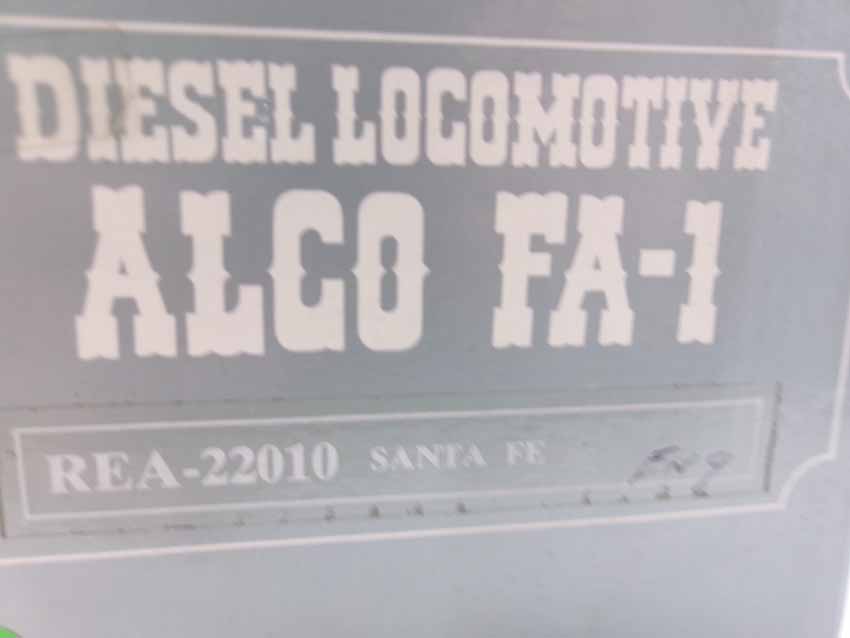 DIESEL LOCOMOTIVE
ALCO FA-1
REA-22010 SANTA FE